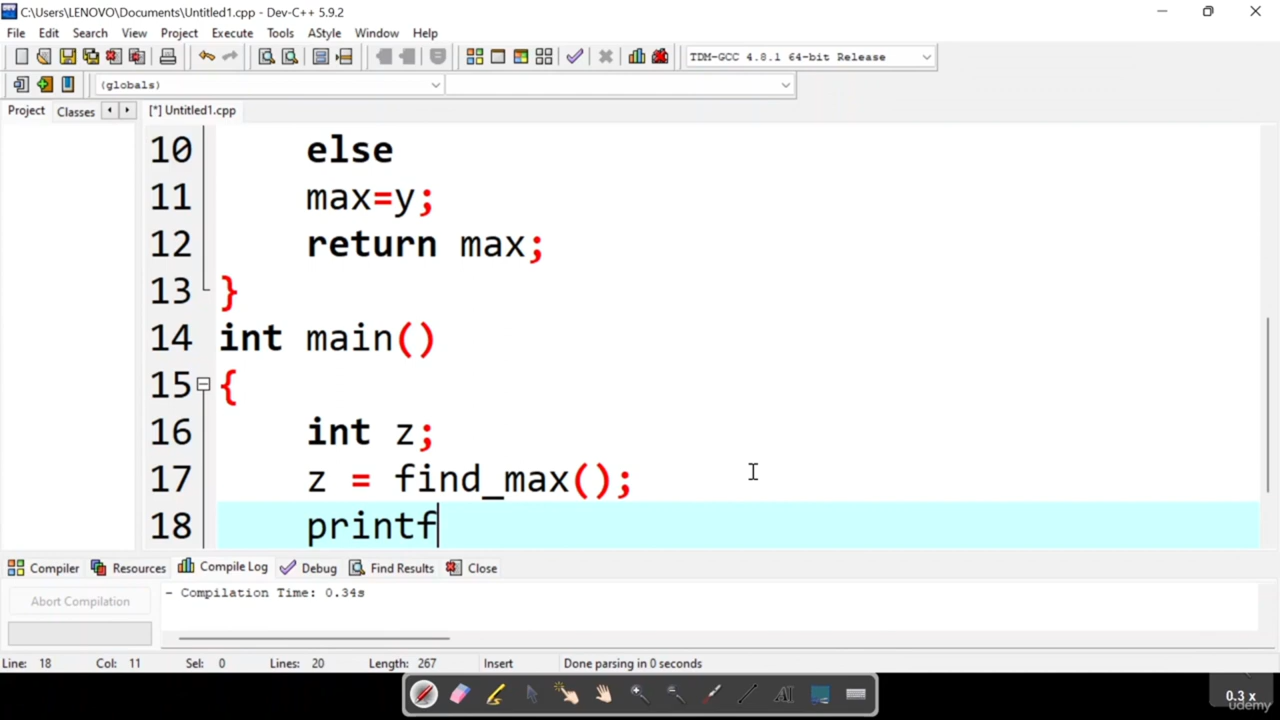 C:\Users\LENOVO\Documents\Untitled1.cpp - Dev-C++ 5.9.2
File Edit Search View Project Execute Tools AStyle Window Help
TDM-GCC 4.8.1 64-bit Release
(globals)
Project Classes [*] Untitled1.cpp
10 else
11 max=y;
12 return max;
13 }
14 int main()
15 {
16 int z;
17 z = find_max();
18 printf
Compiler Resources Compile Log Debug Find Results Close
Abort Compilation
- Compilation Time: 0.34s
Line: 18 Col: 11 Sel: 0 Lines: 20 Length: 267 Insert Done parsing in 0 seconds
AI
0.3 x
udemy